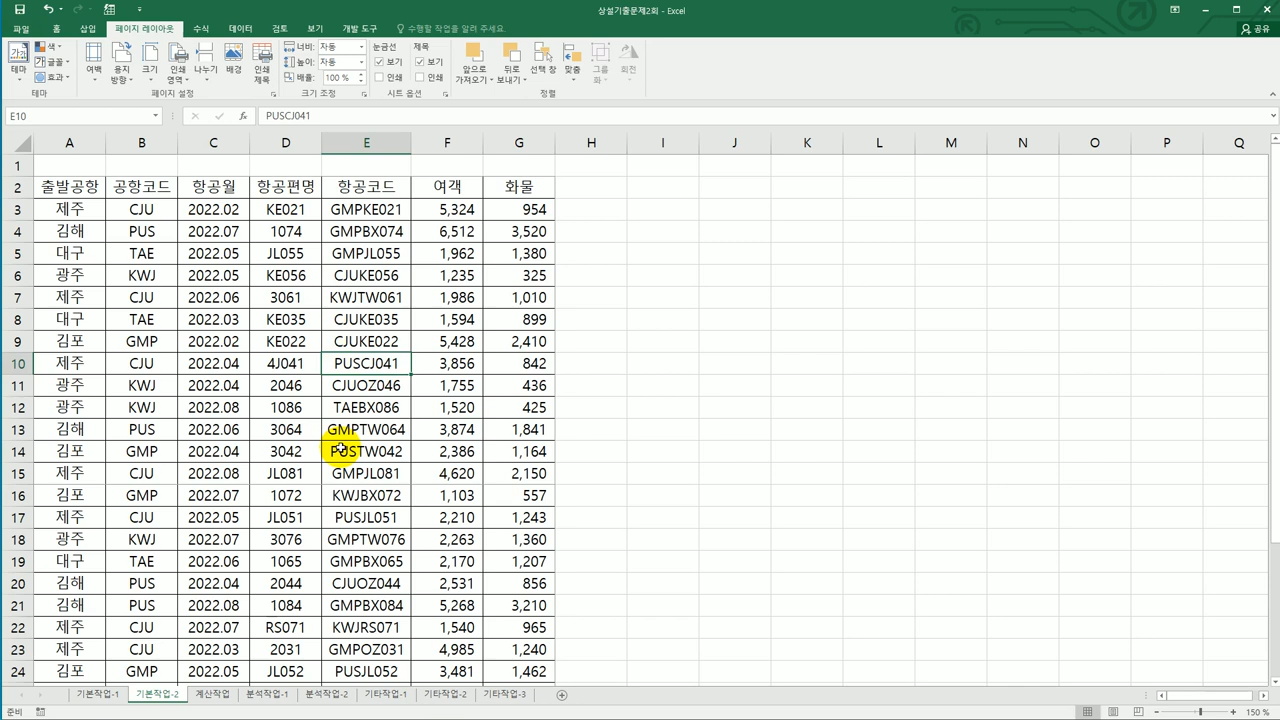 상설기출문제2회 - Excel
파일 홈 삽입 페이지 레이아웃 수식 데이터 검토 보기 개발 도구 수행할 작업을 알려 주세요. 공유
테마 색 글꼴 효과 여백 용지 방향 크기 인쇄 영역 나누기 배경 인쇄 제목 너비: 자동 높이: 자동 배율: 100 % 눈금선 제목 보기 보기 인쇄 인쇄 앞으로 가져오기 뒤로 보내기 선택 창 맞춤 그룹화 회전
테마 페이지 설정 크기 조정 시트 옵션 정렬
E10 fx PUSCJ041
A B C D E F G H I J K L M N O P Q
1
2 출발공항 공항코드 항공월 항공편명 항공코드 여객 화물
3 제주 CJU 2022.02 KE021 GMPKE021 5,324 954
4 김해 PUS 2022.07 1074 GMPBX074 6,512 3,520
5 대구 TAE 2022.05 JL055 GMPJL055 1,962 1,380
6 광주 KWJ 2022.05 KE056 CJUKE056 1,235 325
7 제주 CJU 2022.06 3061 KWJTW061 1,986 1,010
8 대구 TAE 2022.03 KE035 CJUKE035 1,594 899
9 김포 GMP 2022.02 KE022 CJUKE022 5,428 2,410
10 제주 CJU 2022.04 4J041 PUSCJ041 3,856 842
11 광주 KWJ 2022.04 2046 CJUOZ046 1,755 436
12 광주 KWJ 2022.08 1086 TAEBX086 1,520 425
13 김해 PUS 2022.06 3064 GMPTW064 3,874 1,841
14 김포 GMP 2022.04 3042 PUSTW042 2,386 1,164
15 제주 CJU 2022.08 JL081 GMPJL081 4,620 2,150
16 김포 GMP 2022.07 1072 KWJBX072 1,103 557
17 제주 CJU 2022.05 JL051 PUSJL051 2,210 1,243
18 광주 KWJ 2022.07 3076 GMPTW076 2,263 1,360
19 대구 TAE 2022.06 1065 GMPBX065 2,170 1,207
20 김해 PUS 2022.04 2044 CJUOZ044 2,531 856
21 김해 PUS 2022.08 1084 GMPBX084 5,268 3,210
22 제주 CJU 2022.07 RS071 KWJRS071 1,540 965
23 제주 CJU 2022.03 2031 GMPOZ031 4,985 1,240
24 김포 GMP 2022.05 JL052 PUSJL052 3,481 1,462
기본작업-1 기본작업-2 계산작업 분석작업-1 분석작업-2 기타작업-1 기타작업-2 기타작업-3
준비 150 %